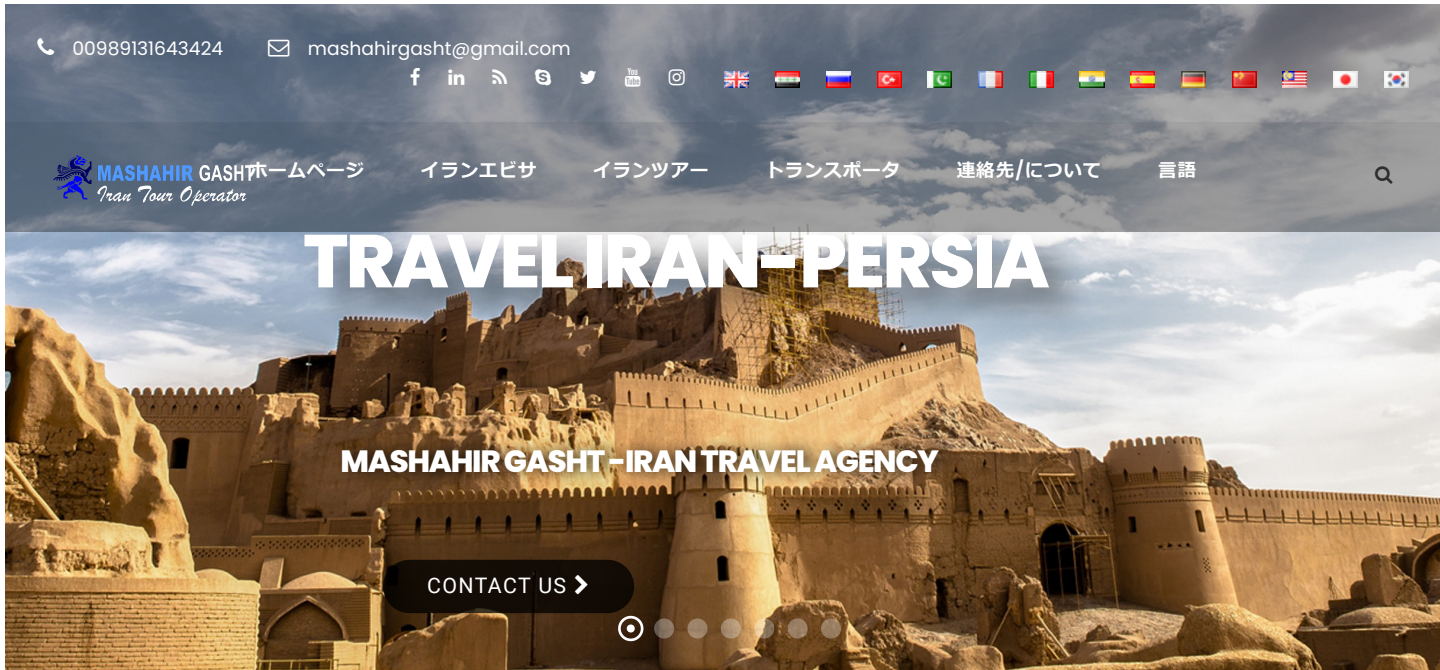 00989131643424 mashahirgasht@gmail.com
MASHAHIR GASHT
Iran Tour Operator
ホームページ イランエビサ イランツアー トランスポータ 連絡先/について 言語
TRAVEL IRAN-PERSIA
MASHAHIR GASHT - IRAN TRAVEL AGENCY
CONTACT US